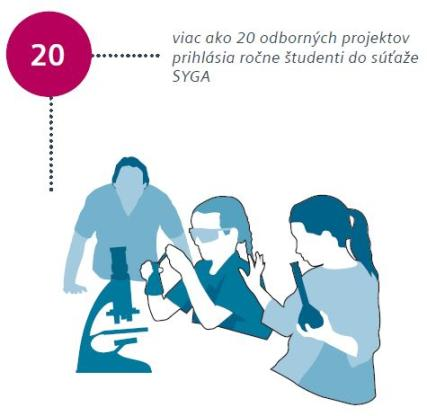 20
viac ako 20 odborných projektov
prihlásia ročne študenti do súťaže
SYGA